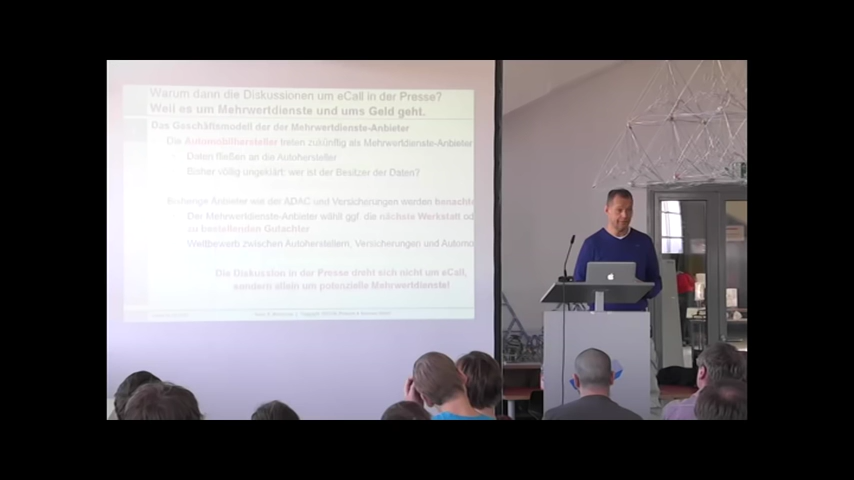 Warum dann die Diskussionen um eCall in der Presse?
Weil es um Mehrwertdienste und ums Geld geht.
Das Geschäftsmodell der der Mehrwertdienste-Anbieter
Die Automobilhersteller treten zukünftig als Mehrwertdienste-Anbieter
Daten fließen an die Autohersteller
Bisher völlig ungeklärt: wer ist der Besitzer der Daten?
Bisherige Anbieter wie der ADAC und Versicherungen werden benachte
Der Mehrwertdienste-Anbieter wählt ggf. die nächste Werkstatt od
zu bestellenden Gutachter
Wettbewerb zwischen Autoherstellern, Versicherungen und Automo
Die Diskussion in der Presse dreht sich nicht um eCall,
sondern allein um potenzielle Mehrwertdienste!